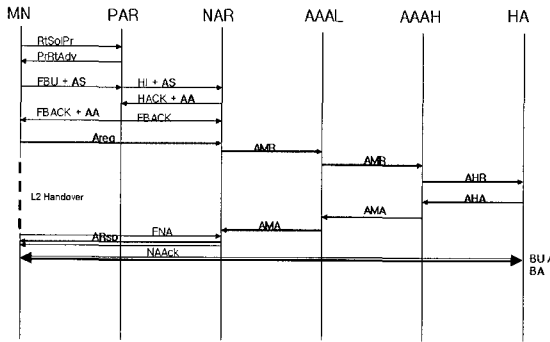 MN PAR NAR AAAL AAAH HA
RtSolPr
PrRtAdv
FBU + AS HI + AS
HACK + AA
FBACK + AA FBACK
Areq
AMR
AMR
AHR
L2 Handover
AHA
AMA
AMA
FNA
ARsp
NAAck
BU /
BA